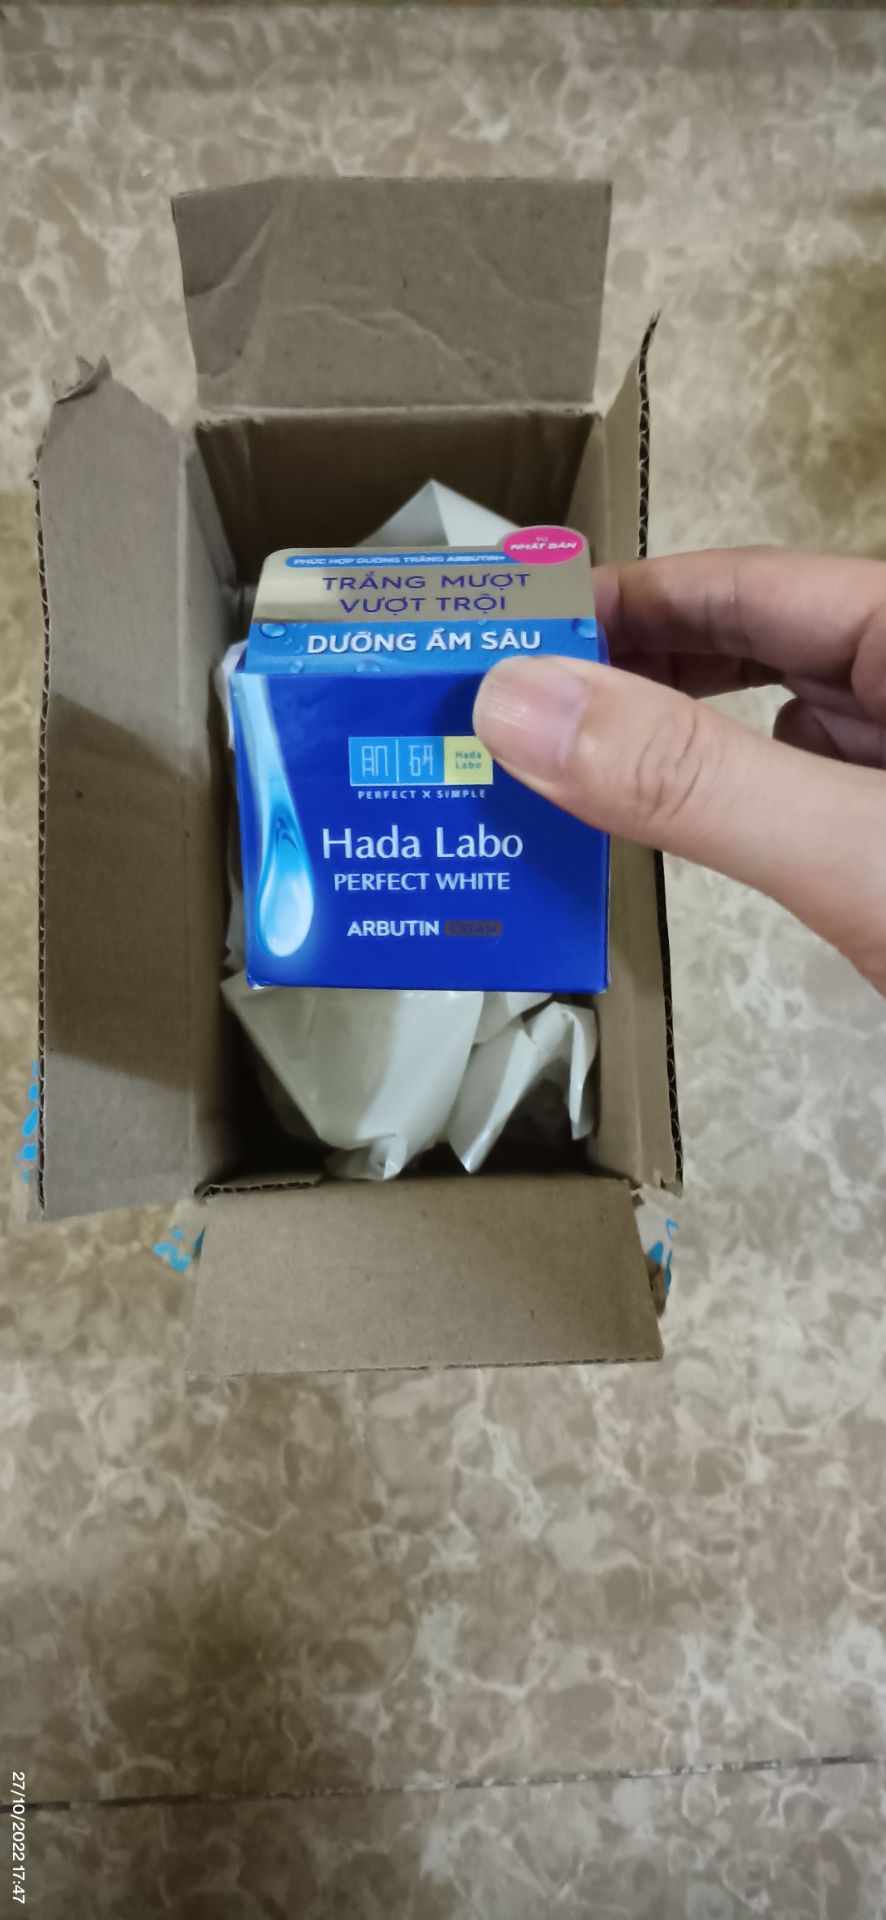 TỪ
NHẬT BẢN
PHỨC HỢP DƯỠNG TRẮNG ARBUTIN+
TRẮNG MƯỢT
VƯỢT TRỘI
DƯỠNG ẨM SÂU
肌研
Hada
Labo
PERFECT X SIMPLE
Hada Labo
PERFECT WHITE
ARBUTIN CREAM
27/10/2022 17:47